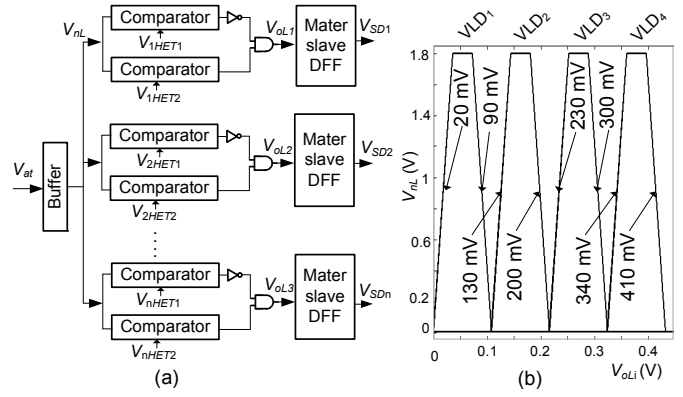 V_at
Buffer
V_nL
Comparator
V_1HET1
Comparator
V_1HET2
V_oL1
Mater
slave
DFF
V_SD1
Comparator
V_2HET1
Comparator
V_2HET2
V_oL2
Mater
slave
DFF
V_SD2
Comparator
V_nHET1
Comparator
V_nHET2
V_oL3
Mater
slave
DFF
V_SDn
(a)
VLD1
VLD2
VLD3
VLD4
1.8
1.6
1.2
0.6
0.2
0
V_nL (V)
20 mV
90 mV
230 mV
300 mV
130 mV
200 mV
340 mV
410 mV
0
0.1
0.2
0.3
0.4
V_oLi (V)
(b)